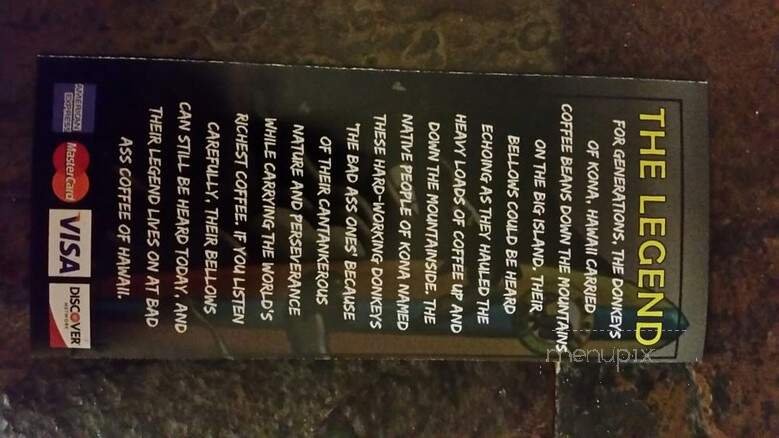 THE LEGEND
FOR GENERATIONS, THE DONKEYS
OF KONA, HAWAII CARRIED
COFFEE BEANS DOWN THE MOUNTAINS
ON THE BIG ISLAND. THEIR
BELLOWS COULD BE HEARD
ECHOING AS THEY HAULED THE
HEAVY LOADS OF COFFEE UP AND
DOWN THE MOUNTAINSIDE. THE
NATIVE PEOPLE OF KONA NAMED
THESE HARD-WORKING DONKEYS
'THE BAD ASS ONES' BECAUSE
OF THEIR CANTANKEROUS
NATURE AND PERSEVERANCE
WHILE CARRYING THE WORLD'S
RICHEST COFFEE. IF YOU LISTEN
CAREFULLY, THEIR BELLOWS
CAN STILL BE HEARD TODAY, AND
THEIR LEGEND LIVES ON AT BAD
ASS COFFEE OF HAWAII.
AMERICAN EXPRESS
MasterCard
VISA
DISCOVER
NETWORK
menupix